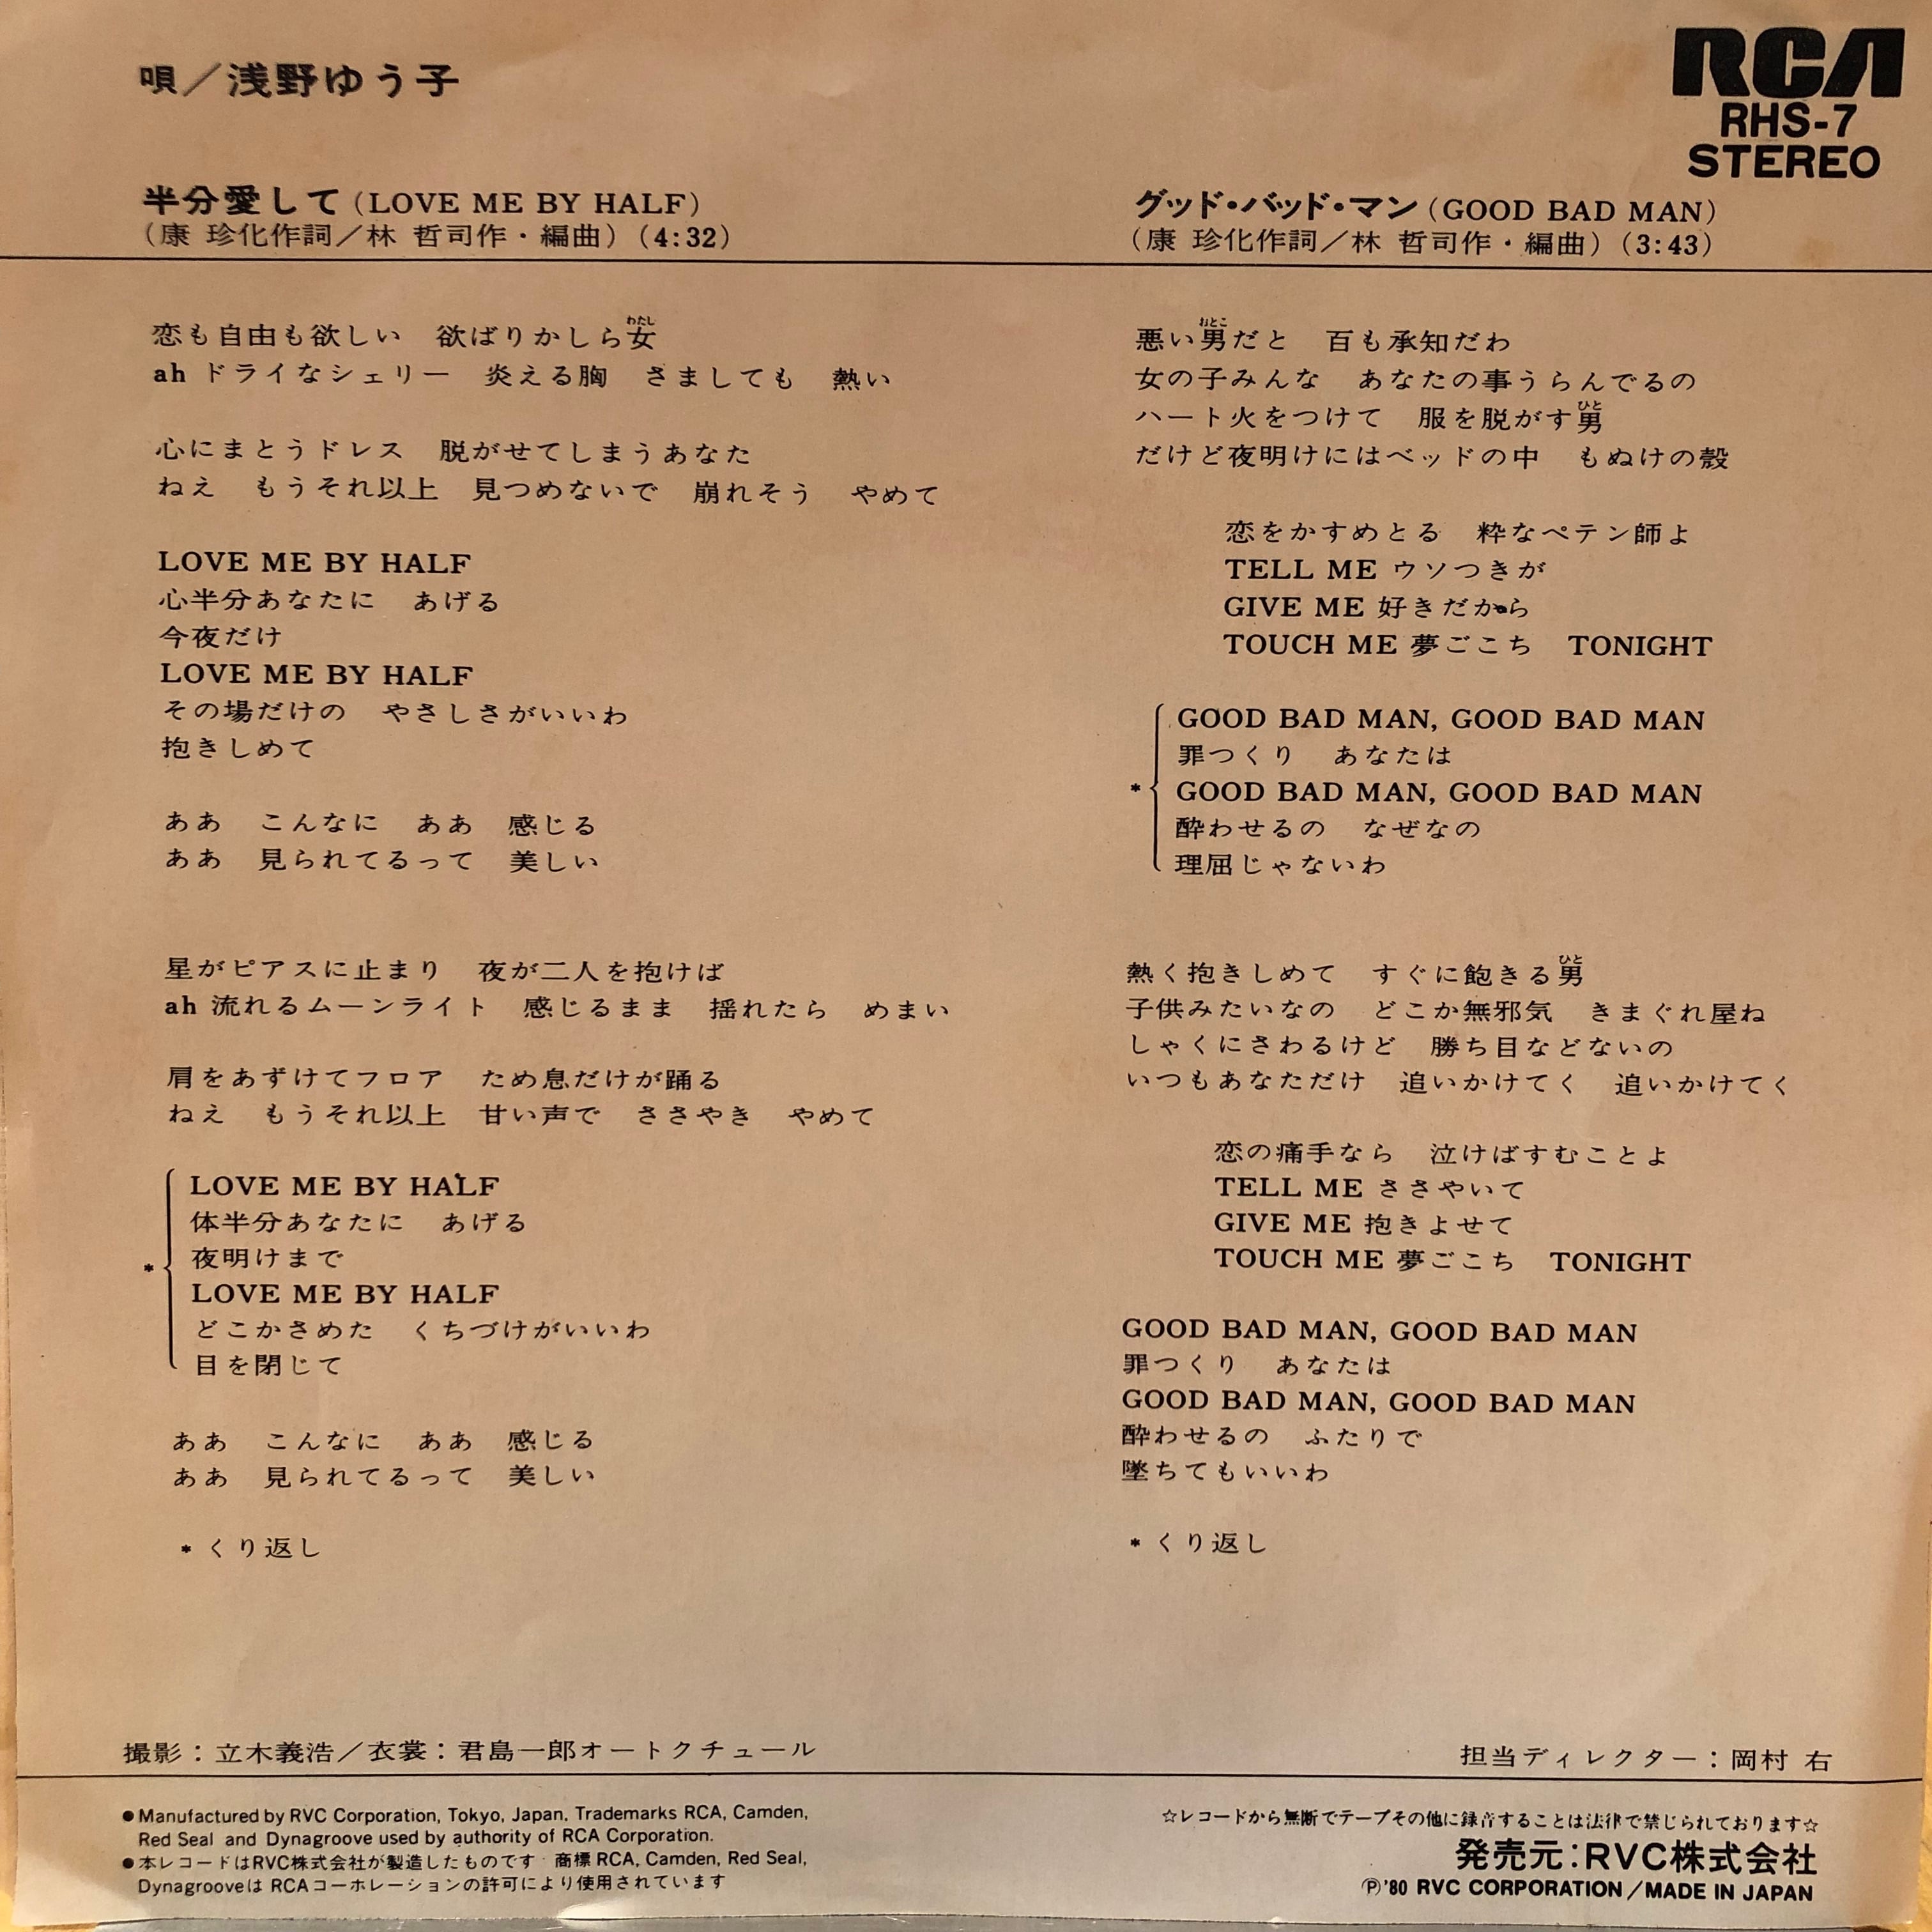 唄／浅野ゆう子
RCA
RHS-7
STEREO
半分愛して(LOVE ME BY HALF)
(康 珍化作詞／林 哲司作・編曲)(4:32)
恋も自由も欲しい　欲ばりかしら女
わたし
ah ドライなシェリー　炎える胸　さましても　熱い
心にまとうドレス　脱がせてしまうあなた
ねえ　もうそれ以上　見つめないで　崩れそう　やめて
LOVE ME BY HALF
心半分あなたに　あげる
今夜だけ
LOVE ME BY HALF
その場だけの　やさしさがいいわ
抱きしめて
ああ　こんなに　ああ　感じる
ああ　見られてるって　美しい
星がピアスに止まり　夜が二人を抱けば
ah 流れるムーンライト　感じるまま　揺れたら　めまい
肩をあずけてフロア　ため息だけが踊る
ねえ　もうそれ以上　甘い声で　ささやき　やめて
LOVE ME BY HALF
体半分あなたに　あげる
夜明けまで
*
LOVE ME BY HALF
どこかさめた　くちづけがいいわ
目を閉じて
ああ　こんなに　ああ　感じる
ああ　見られてるって　美しい
* くり返し
グッド・バッド・マン(GOOD BAD MAN)
(康 珍化作詞／林 哲司作・編曲)(3:43)
おとこ
悪い男だと　百も承知だわ
女の子みんな　あなたの事うらんでるの
ひと
ハート火をつけて　服を脱がす男
だけど夜明けにはベッドの中　もぬけの殻
恋をかすめとる　粋なペテン師よ
TELL ME ウソつきが
GIVE ME 好きだから
TOUCH ME 夢ごこち　TONIGHT
GOOD BAD MAN, GOOD BAD MAN
罪つくり　あなたは
*
GOOD BAD MAN, GOOD BAD MAN
酔わせるの　なぜなの
理屈じゃないわ
ひと
熱く抱きしめて　すぐに飽きる男
子供みたいなの　どこか無邪気　きまぐれ屋ね
しゃくにさわるけど　勝ち目などないの
いつもあなただけ　追いかけてく　追いかけてく
恋の痛手なら　泣けばすむことよ
TELL ME ささやいて
GIVE ME 抱きよせて
TOUCH ME 夢ごこち　TONIGHT
GOOD BAD MAN, GOOD BAD MAN
罪つくり　あなたは
GOOD BAD MAN, GOOD BAD MAN
酔わせるの　ふたりで
墜ちてもいいわ
* くり返し
撮影：立木義浩／衣裳：君島一郎オートクチュール
担当ディレクター：岡村 右
●Manufactured by RVC Corporation, Tokyo, Japan. Trademarks RCA, Camden,
Red Seal and Dynagroove used by authority of RCA Corporation.
●本レコードはRVC株式会社が製造したものです 商標 RCA, Camden, Red Seal,
Dynagrooveは RCAコーポレーションの許可により使用されています
☆レコードから無断でテープその他に録音することは法律で禁じられております☆
発売元：RVC株式会社
Ⓟ'80 RVC CORPORATION／MADE IN JAPAN